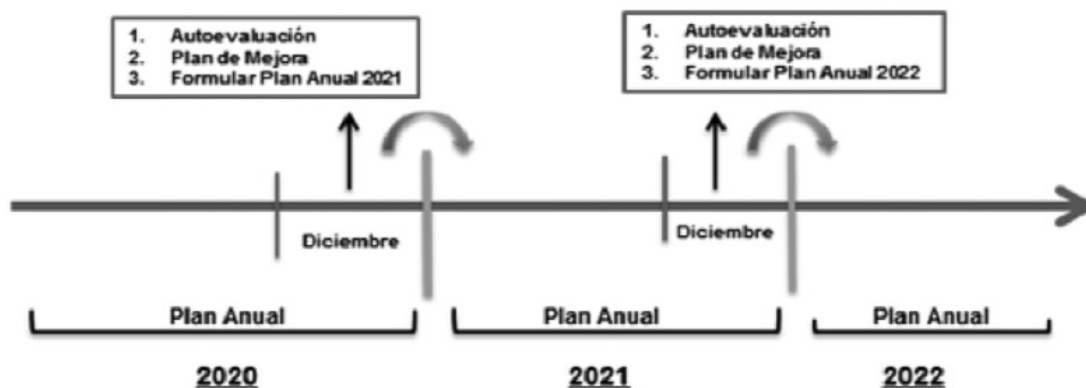 1. Autoevaluación
2. Plan de Mejora
3. Formular Plan Anual 2021
1. Autoevaluación
2. Plan de Mejora
3. Formular Plan Anual 2022
Diciembre
Diciembre
Plan Anual
Plan Anual
Plan Anual
2020
2021
2022